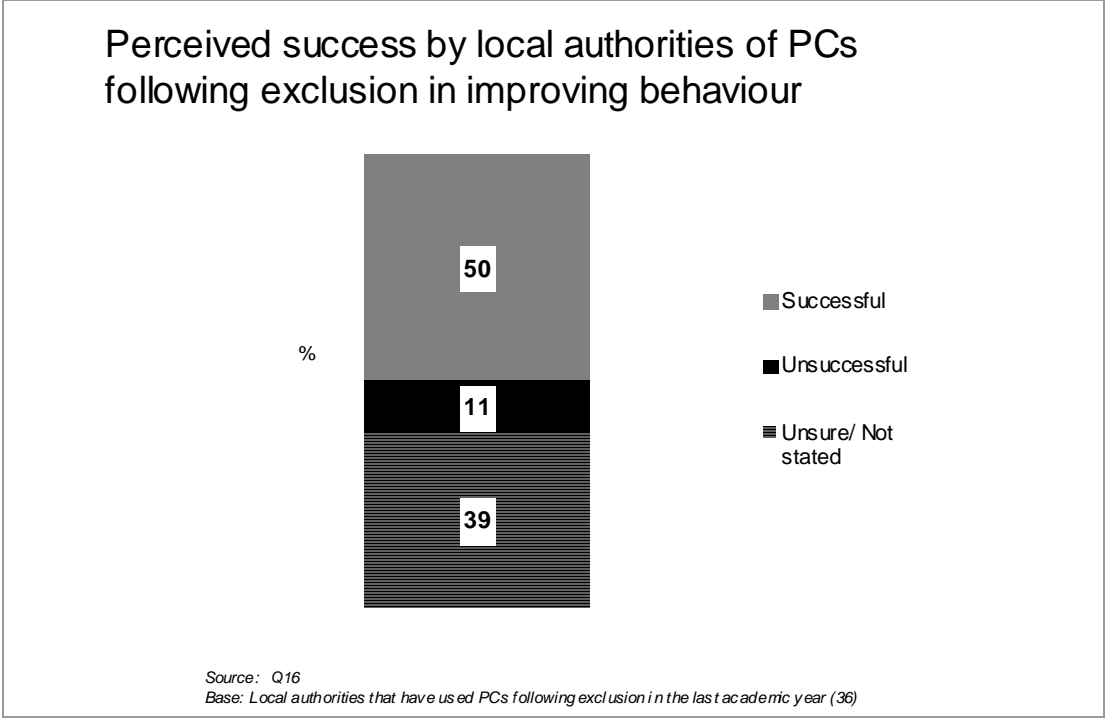 Perceived success by local authorities of PCs
following exclusion in improving behaviour
50
Successful
%
Unsuccessful
11
Unsure/ Not
stated
39
Source: Q16
Base: Local authorities that have used PCs following exclusion in the last academic year (36)